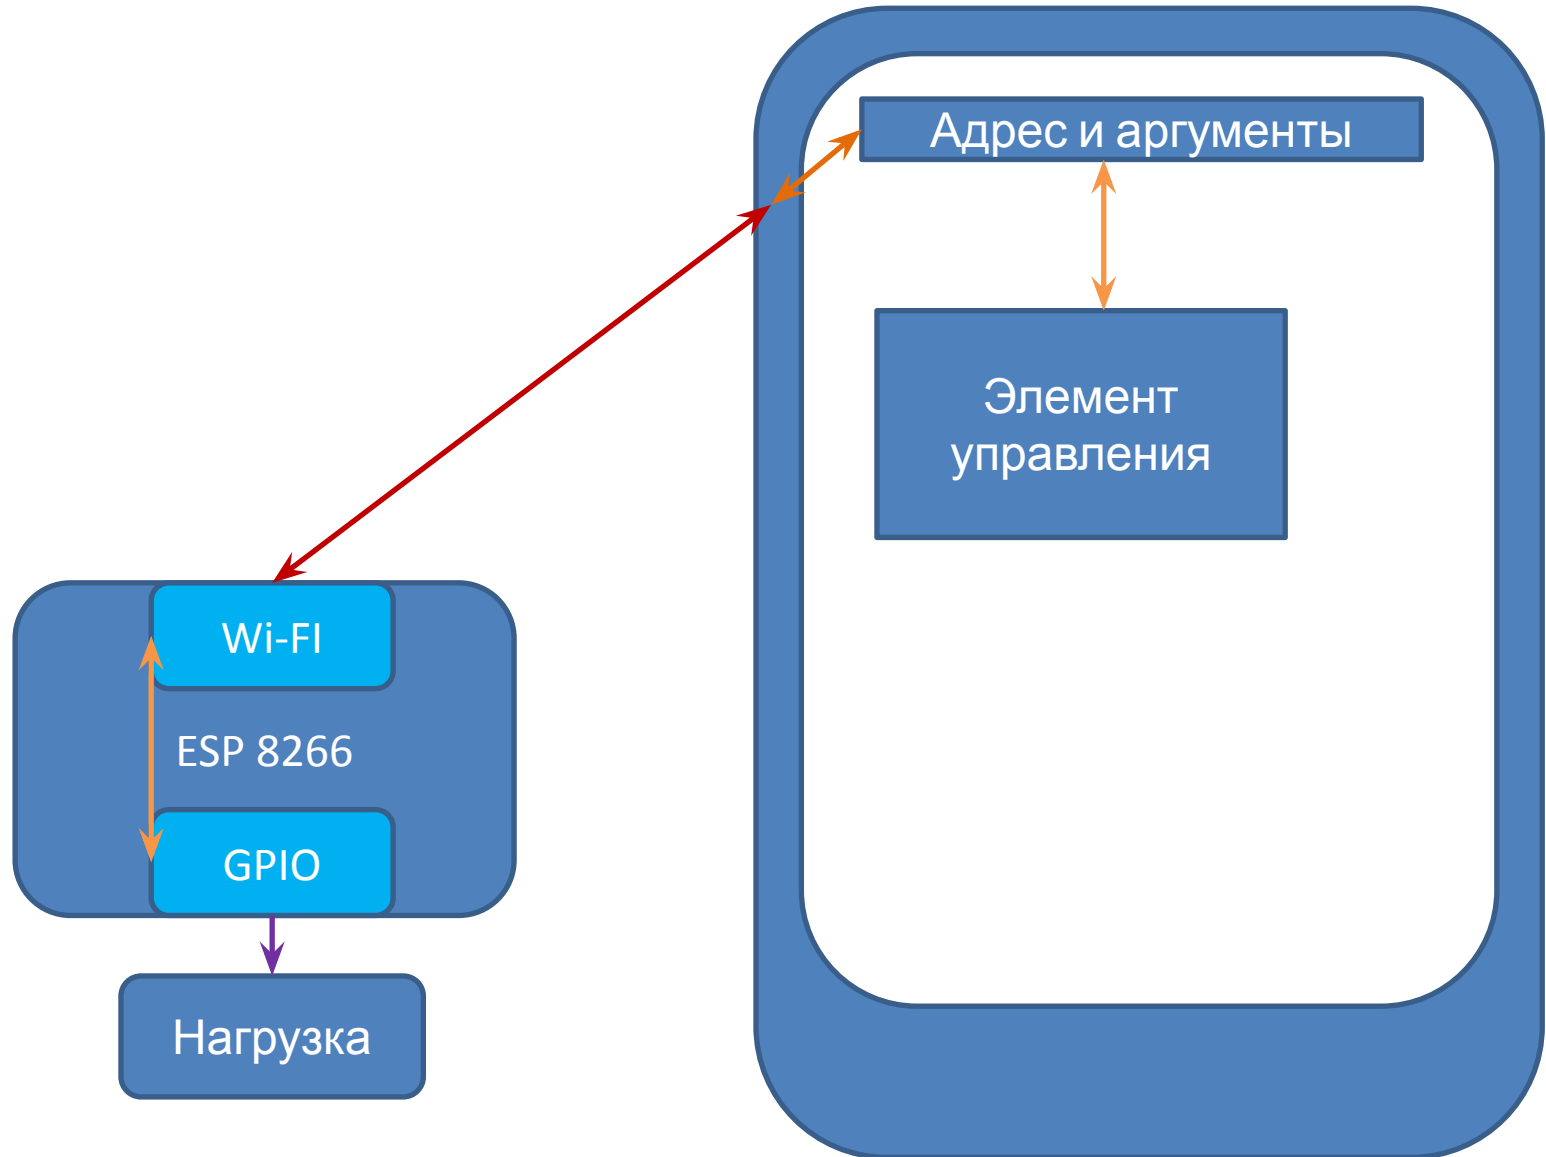 Адрес и аргументы
Элемент
управления
Wi-FI
ESP 8266
GPIO
Нагрузка